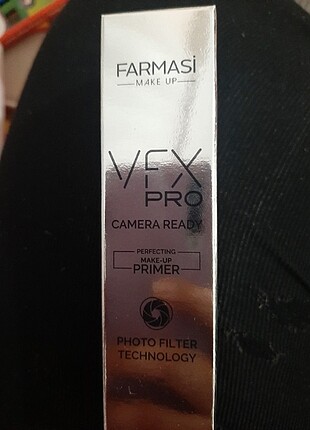 FARMASİ
MAKE UP
VFX
PRO
CAMERA READY
PERFECTING
MAKE-UP
PRIMER
PHOTO FILTER
TECHNOLOGY